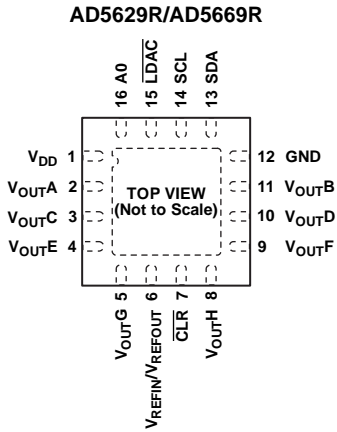 AD5629R/AD5669R
16 A0
15 LDAC
14 SCL
13 SDA
VDD 1
VOUTA 2
VOUTC 3
VOUTE 4
TOP VIEW
(Not to Scale)
12 GND
11 VOUTB
10 VOUTD
9 VOUTF
VOUTG 5
VREFIN/VREFOUT 6
CLR 7
VOUTH 8